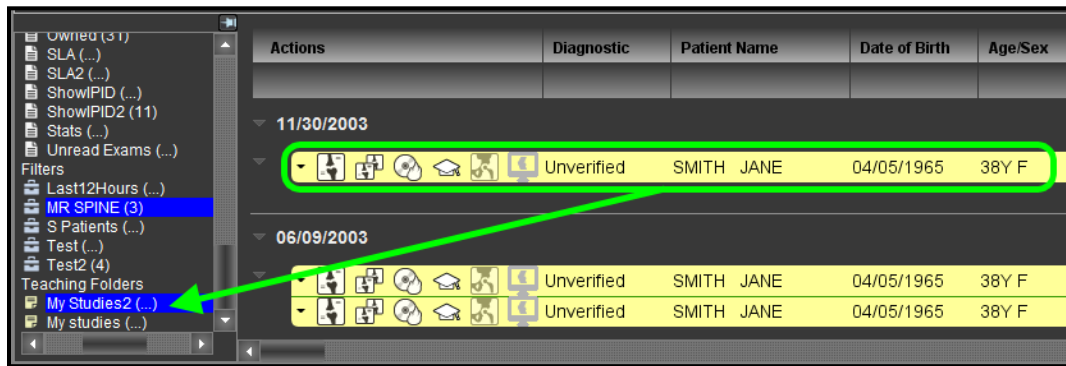 Owned (31)
SLA (...)
SLA2 (...)
ShowIPID (...)
ShowIPID2 (11)
Stats (...)
Unread Exams (...)
Filters
Last12Hours (...)
MR SPINE (3)
S Patients (...)
Test (...)
Test2 (4)
Teaching Folders
My Studies2 (...)
My studies (...)
Actions Diagnostic Patient Name Date of Birth Age/Sex
11/30/2003
Unverified SMITH JANE 04/05/1965 38Y F
06/09/2003
Unverified SMITH JANE 04/05/1965 38Y F
Unverified SMITH JANE 04/05/1965 38Y F